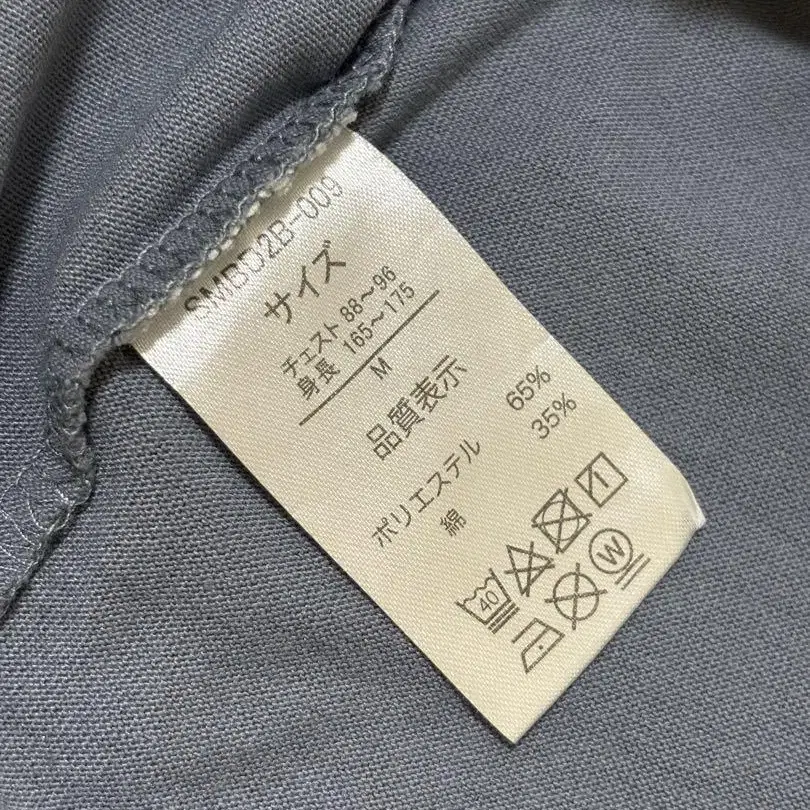 SMBD2B-009
サイズ
チェスト 88～96
身長 165～175
M
品質表示
ポリエステル 65%
綿 35%
40
W